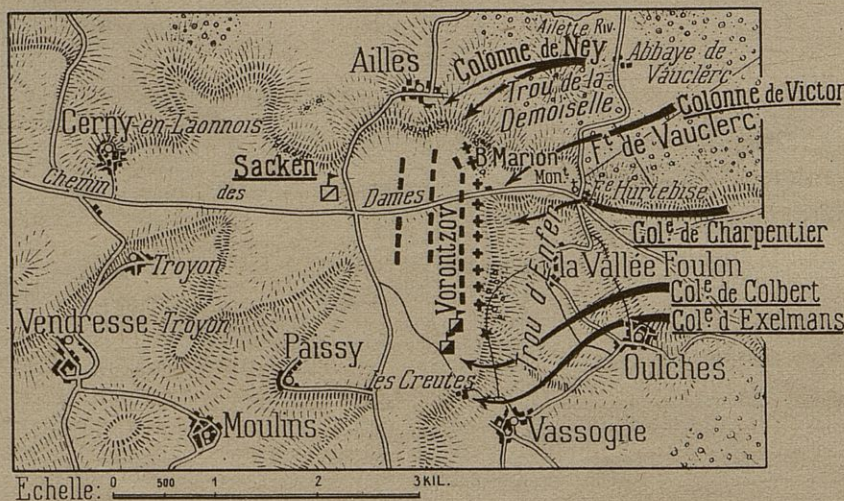 Ailette Riv.
Ailles
Colonne de Ney
Abbaye de
Vauclerc
Trou de la
Demoiselle
Colonne de Victor
Cerny-en-Laonnois
Ft de Vauclerc
Sacken
B. Marion
Mont.
Fe Hurtebise
Chemin
des
Dames
Cole de Charpentier
Vorontzov
Trou d'Enfer
la Vallée Foulon
Troyon
Cole de Colbert
Cole d'Exelmans
Vendresse-Troyon
Paissy
Oulches
les Creutes
Moulins
Vassogne
Echelle: 0 500 1 2 3 KIL.